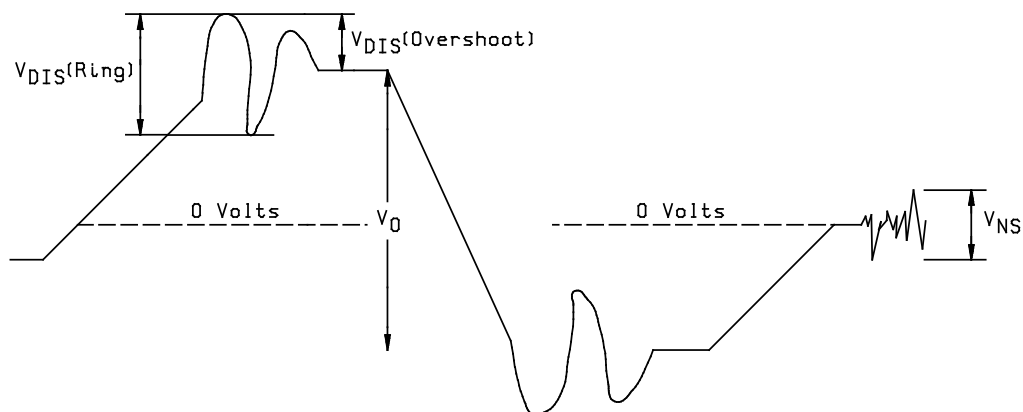 VDIS(Overshoot)
VDIS(Ring)
0 Volts
VO
0 Volts
VNS